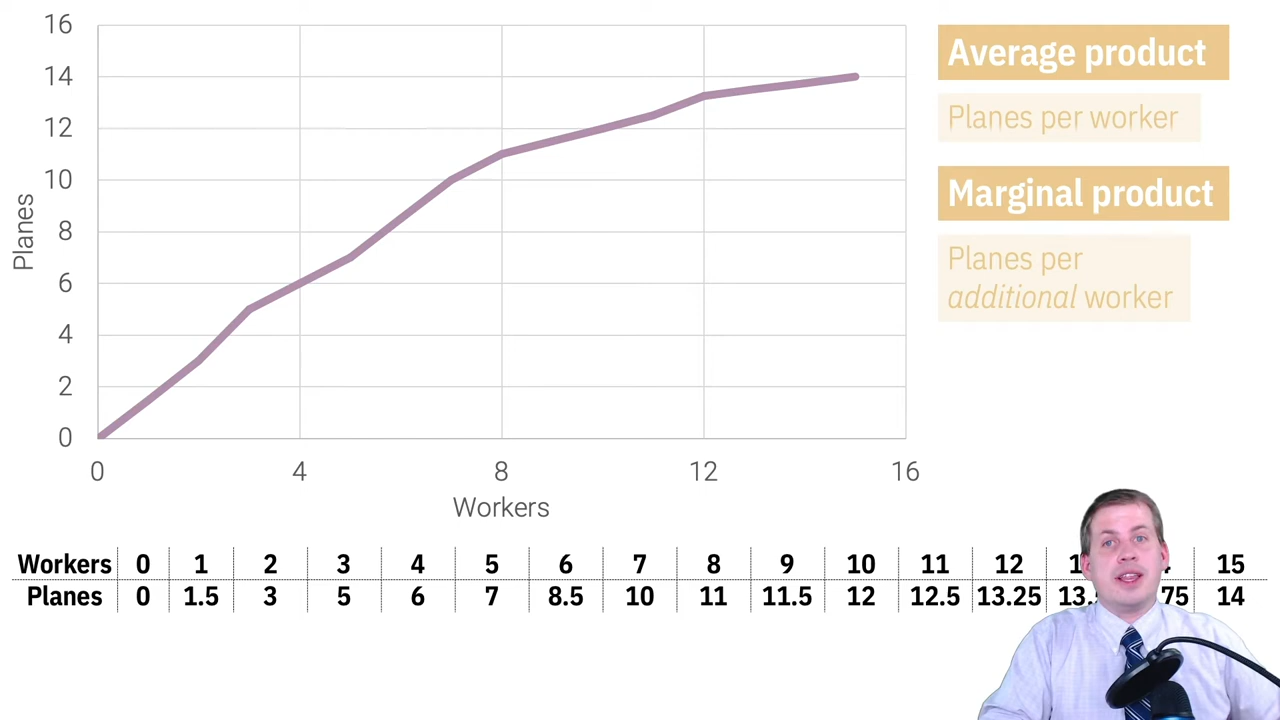 16
14
12
10
8
6
4
2
0
Planes
0 4 8 12 16
Workers
Average product
Planes per worker
Marginal product
Planes per
additional worker
Workers 0 1 2 3 4 5 6 7 8 9 10 11 12 15
Planes 0 1.5 3 5 6 7 8.5 10 11 11.5 12 12.5 13.25 14